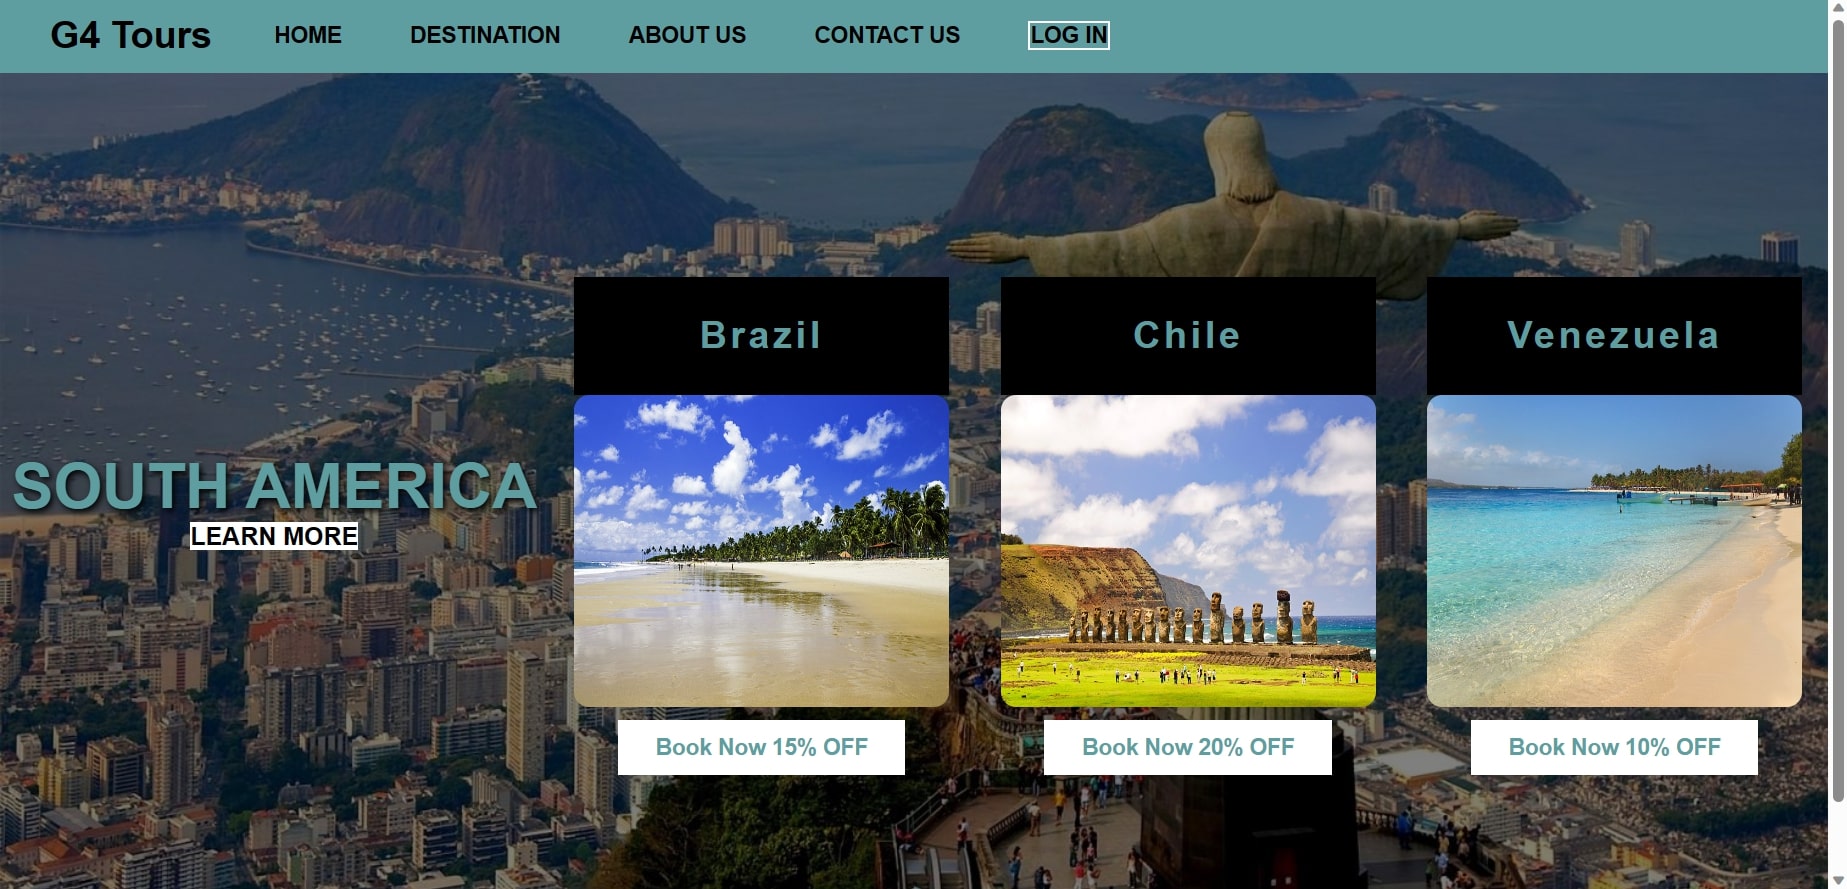 G4 Tours HOME DESTINATION ABOUT US CONTACT US LOG IN
SOUTH AMERICA
LEARN MORE
Brazil
Book Now 15% OFF
Chile
Book Now 20% OFF
Venezuela
Book Now 10% OFF